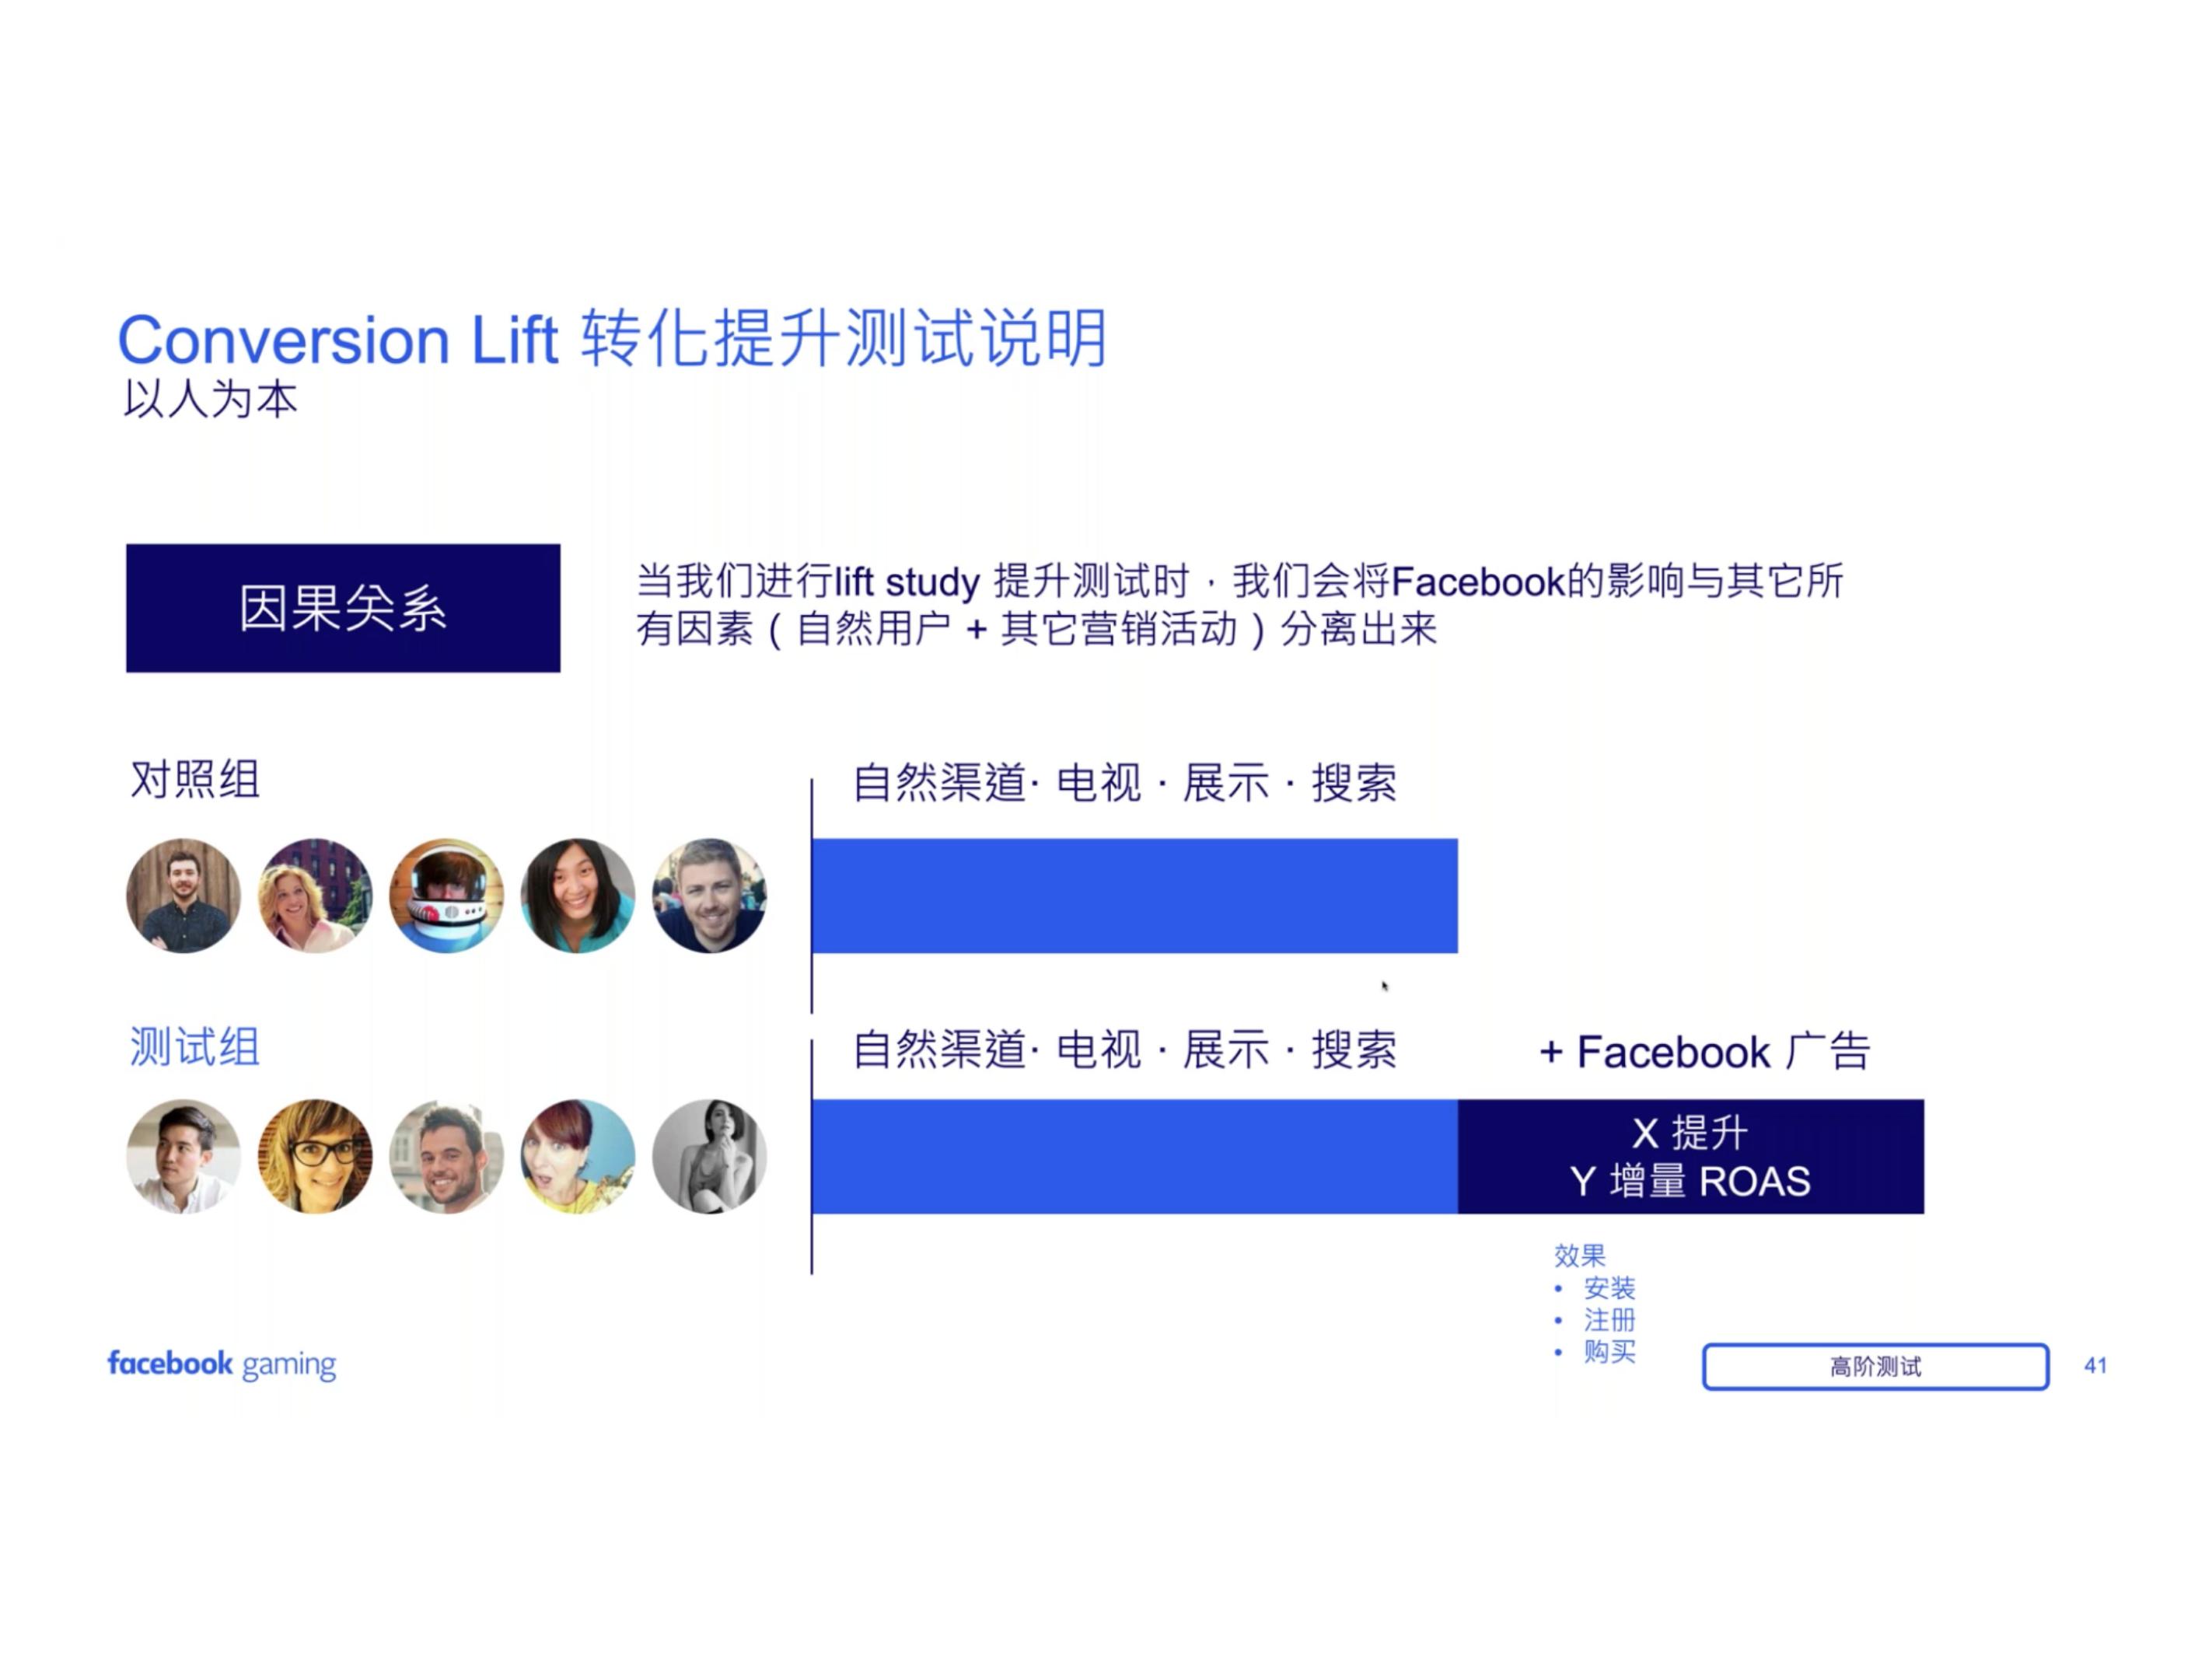 Conversion Lift 转化提升测试说明
以人为本
因果关系
当我们进行lift study 提升测试时，我们会将Facebook的影响与其它所
有因素（自然用户 + 其它营销活动）分离出来
对照组
自然渠道· 电视 · 展示 · 搜索
测试组
自然渠道· 电视 · 展示 · 搜索
+ Facebook 广告
X 提升
Y 增量 ROAS
效果
• 安装
• 注册
• 购买
facebook gaming
高阶测试
41